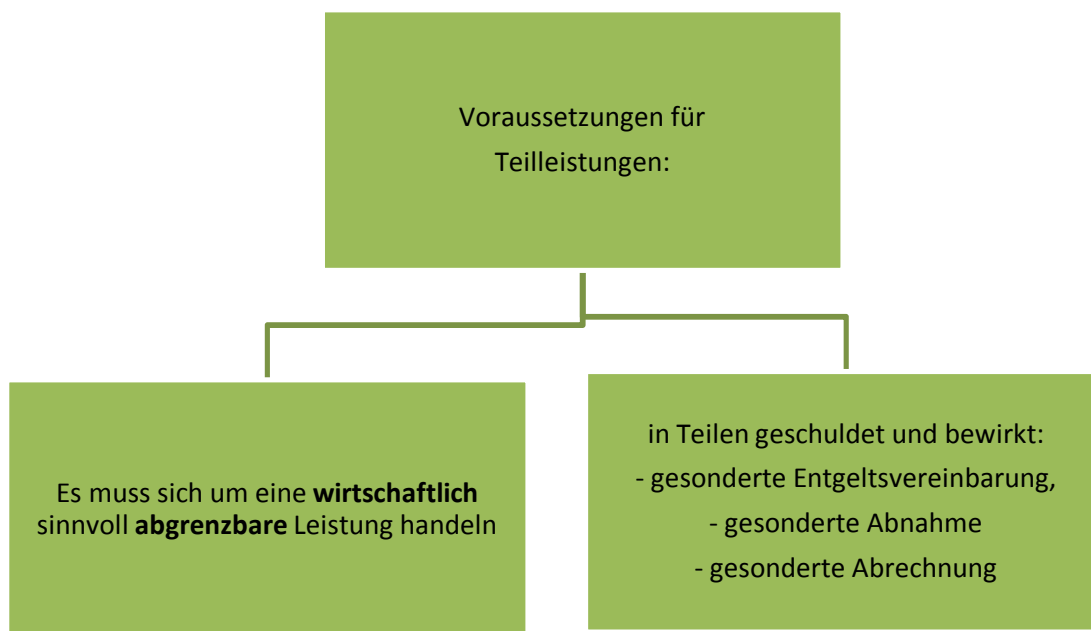 Voraussetzungen für
Teilleistungen:
Es muss sich um eine wirtschaftlich
sinnvoll abgrenzbare Leistung handeln
in Teilen geschuldet und bewirkt:
- gesonderte Entgeltsvereinbarung,
- gesonderte Abnahme
- gesonderte Abrechnung